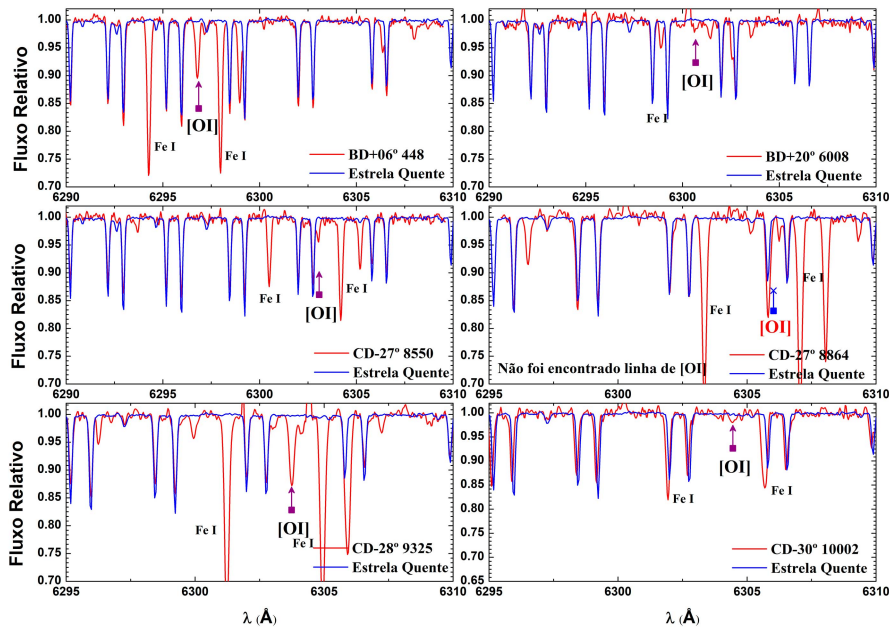 Fluxo Relativo
1.00
0.95
0.90
0.85
0.80
0.75
0.70
[OI]
Fe I
Fe I
BD+06º 448
Estrela Quente
6290
6295
6300
6305
6310
1.00
0.95
0.90
0.85
0.80
0.75
0.70
[OI]
Fe I
BD+20º 6008
Estrela Quente
6290
6295
6300
6305
6310
Fluxo Relativo
1.00
0.95
0.90
0.85
0.80
0.75
0.70
Fe I
[OI]
Fe I
CD-27º 8550
Estrela Quente
6290
6295
6300
6305
6310
1.00
0.95
0.90
0.85
0.80
0.75
0.70
Fe I
Fe I
[OI]
Não foi encontrado linha de [OI]
CD-27º 8864
Estrela Quente
6295
6300
6305
6310
Fluxo Relativo
1.00
0.95
0.90
0.85
0.80
0.75
0.70
Fe I
[OI]
Fe I
CD-28º 9325
Estrela Quente
6295
6300
6305
6310
λ (Å)
1.00
0.95
0.90
0.85
0.80
0.75
0.70
0.65
[OI]
Fe I
Fe I
CD-30º 10002
Estrela Quente
6295
6300
6305
6310
λ (Å)